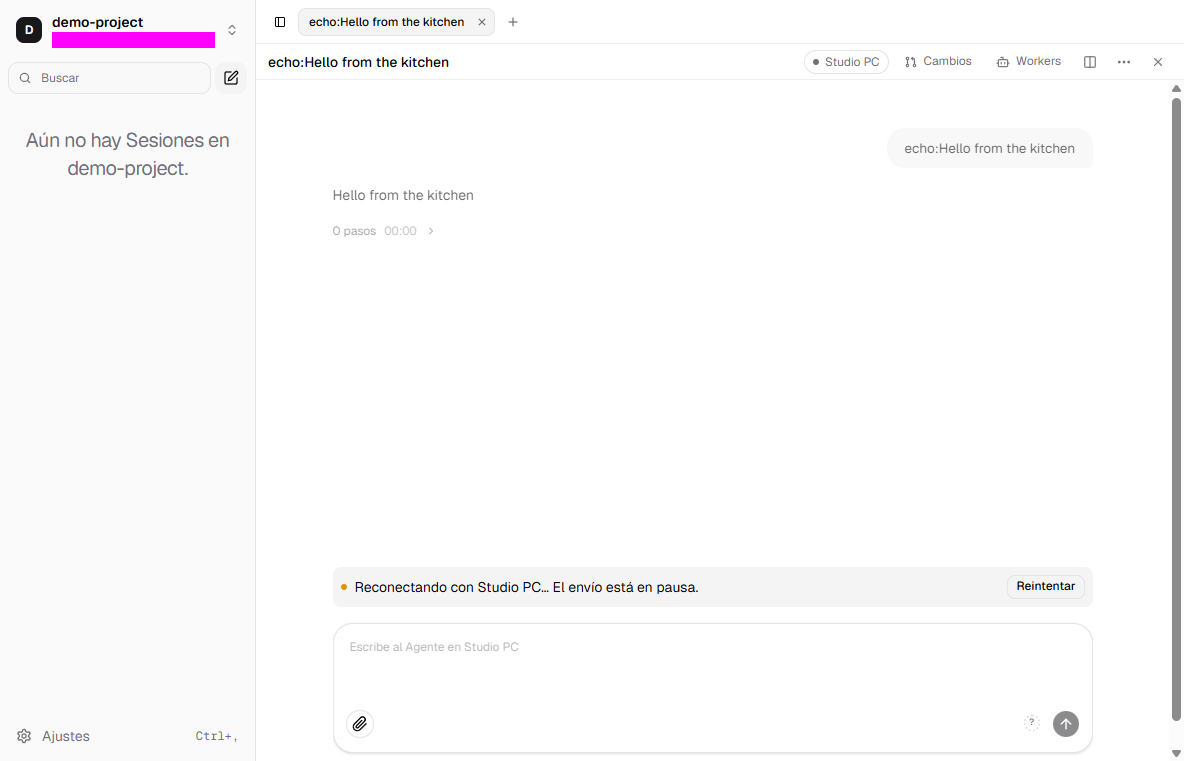 D
demo-project
Buscar
Aún no hay Sesiones en
demo-project.
Ajustes
Ctrl+,
echo:Hello from the kitchen
echo:Hello from the kitchen
Studio PC
Cambios
Workers
echo:Hello from the kitchen
Hello from the kitchen
0 pasos 00:00
Reconectando con Studio PC... El envío está en pausa.
Reintentar
Escribe al Agente en Studio PC
?